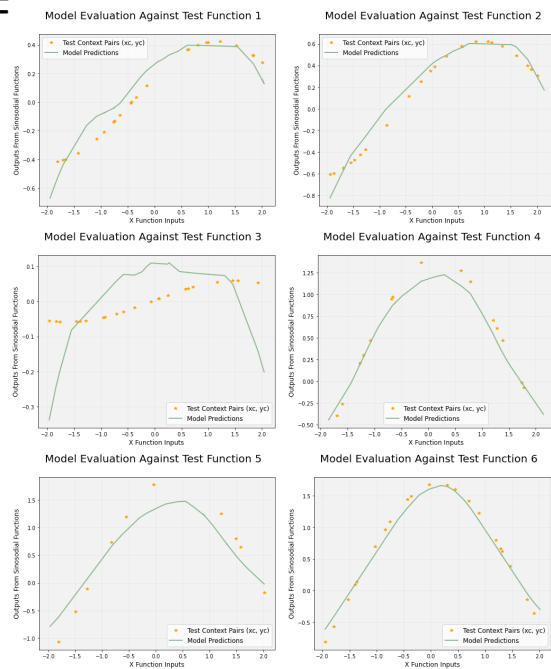 Model Evaluation Against Test Function 1
Outputs From Sinosodial Functions
0.4
0.2
0.0
−0.2
−0.4
−0.6
Test Context Pairs (xc, yc)
Model Predictions
−2.0 −1.5 −1.0 −0.5 0.0 0.5 1.0 1.5 2.0
X Function Inputs
Model Evaluation Against Test Function 2
Outputs From Sinosodial Functions
0.6
0.4
0.2
0.0
−0.2
−0.4
−0.6
−0.8
Test Context Pairs (xc, yc)
Model Predictions
−2.0 −1.5 −1.0 −0.5 0.0 0.5 1.0 1.5 2.0
X Function Inputs
Model Evaluation Against Test Function 3
Outputs From Sinosodial Functions
0.1
0.0
−0.1
−0.2
−0.3
Test Context Pairs (xc, yc)
Model Predictions
−2.0 −1.5 −1.0 −0.5 0.0 0.5 1.0 1.5 2.0
X Function Inputs
Model Evaluation Against Test Function 4
Outputs From Sinosodial Functions
1.25
1.00
0.75
0.50
0.25
0.00
−0.25
−0.50
Test Context Pairs (xc, yc)
Model Predictions
−2.0 −1.5 −1.0 −0.5 0.0 0.5 1.0 1.5 2.0
X Function Inputs
Model Evaluation Against Test Function 5
Outputs From Sinosodial Functions
1.5
1.0
0.5
0.0
−0.5
−1.0
Test Context Pairs (xc, yc)
Model Predictions
−2.0 −1.5 −1.0 −0.5 0.0 0.5 1.0 1.5 2.0
X Function Inputs
Model Evaluation Against Test Function 6
Outputs From Sinosodial Functions
1.5
1.0
0.5
0.0
−0.5
Test Context Pairs (xc, yc)
Model Predictions
−2.0 −1.5 −1.0 −0.5 0.0 0.5 1.0 1.5 2.0
X Function Inputs